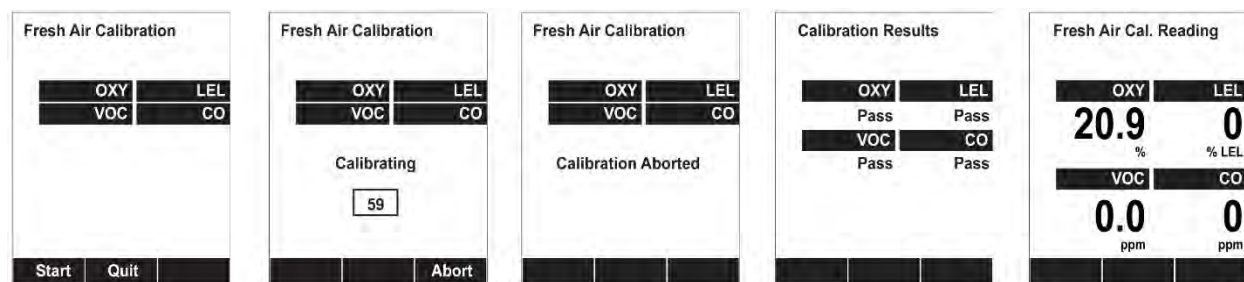 Fresh Air Calibration
OXY LEL
VOC CO
Start Quit
Fresh Air Calibration
OXY LEL
VOC CO
Calibrating
59
Abort
Fresh Air Calibration
OXY LEL
VOC CO
Calibration Aborted
Calibration Results
OXY LEL
Pass Pass
VOC CO
Pass Pass
Fresh Air Cal. Reading
OXY LEL
20.9 0
% % LEL
VOC CO
0.0 0
ppm ppm